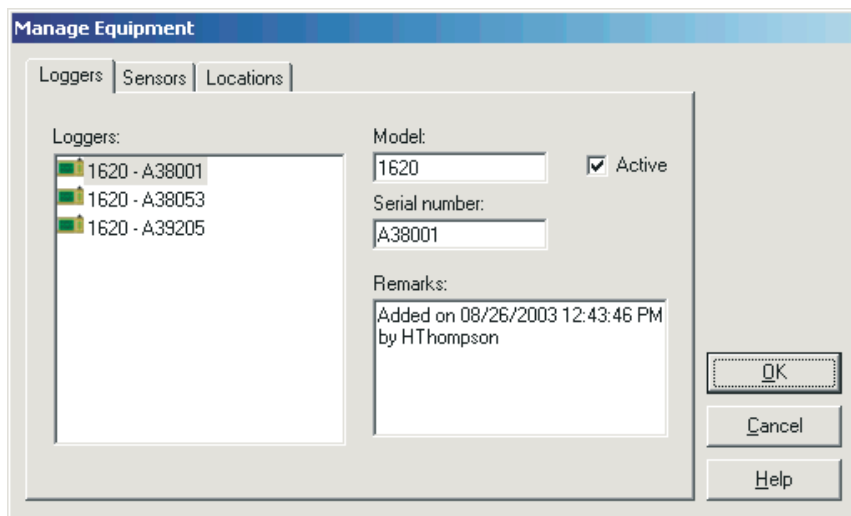 Manage Equipment
Loggers Sensors Locations
Loggers:
1620 - A38001
1620 - A38053
1620 - A39205
Model:
1620
Active
Serial number:
A38001
Remarks:
Added on 08/26/2003 12:43:46 PM
by HThompson
OK
Cancel
Help